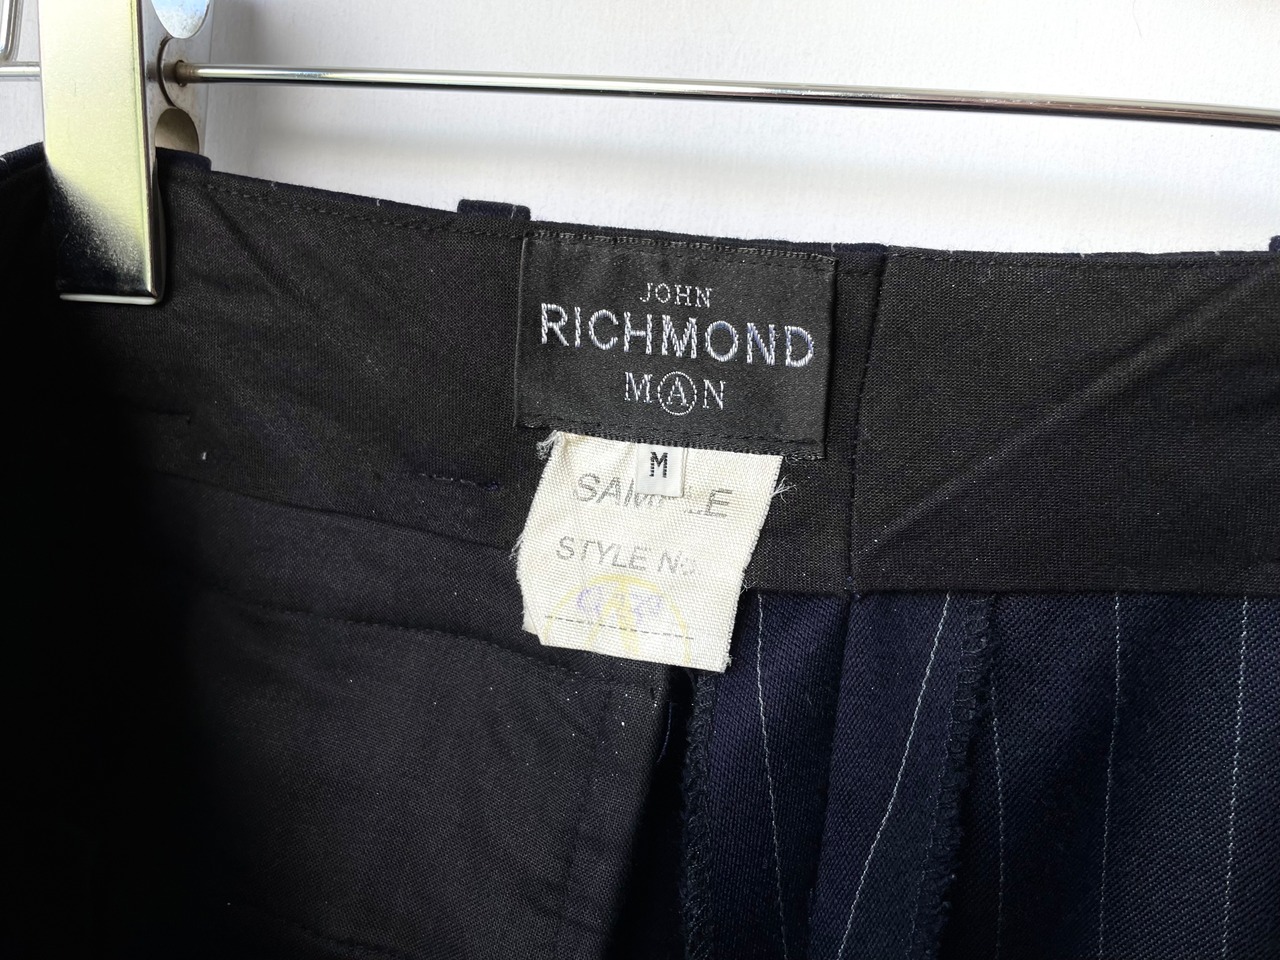 JOHN
RICHMOND
MAN
M
SAMPLE
STYLE No